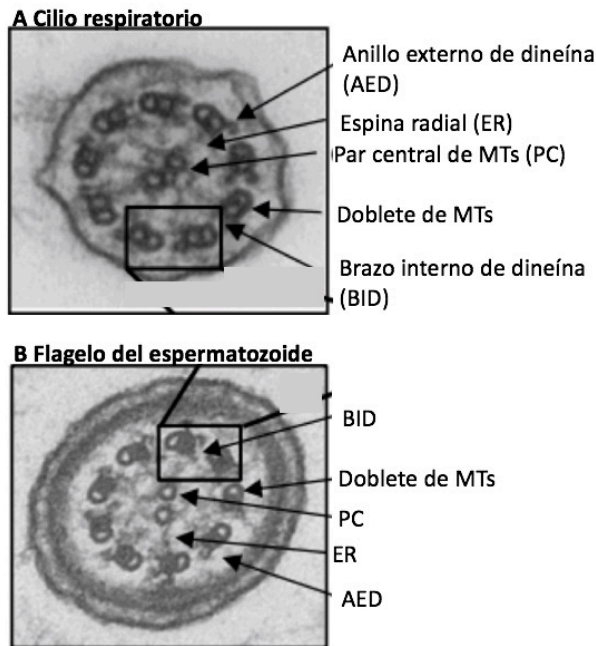 A Cilio respiratorio
Anillo externo de dineína
(AED)
Espina radial (ER)
Par central de MTs (PC)
Doblete de MTs
Brazo interno de dineína
(BID)
B Flagelo del espermatozoide
BID
Doblete de MTs
PC
ER
AED